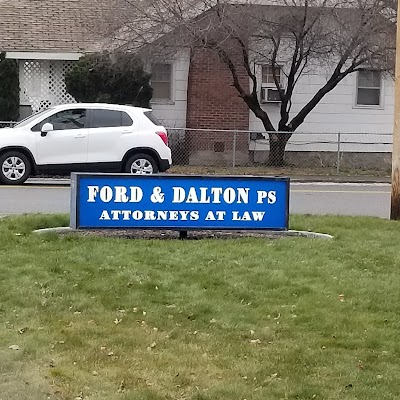 FORD & DALTON PS
ATTORNEYS AT LAW